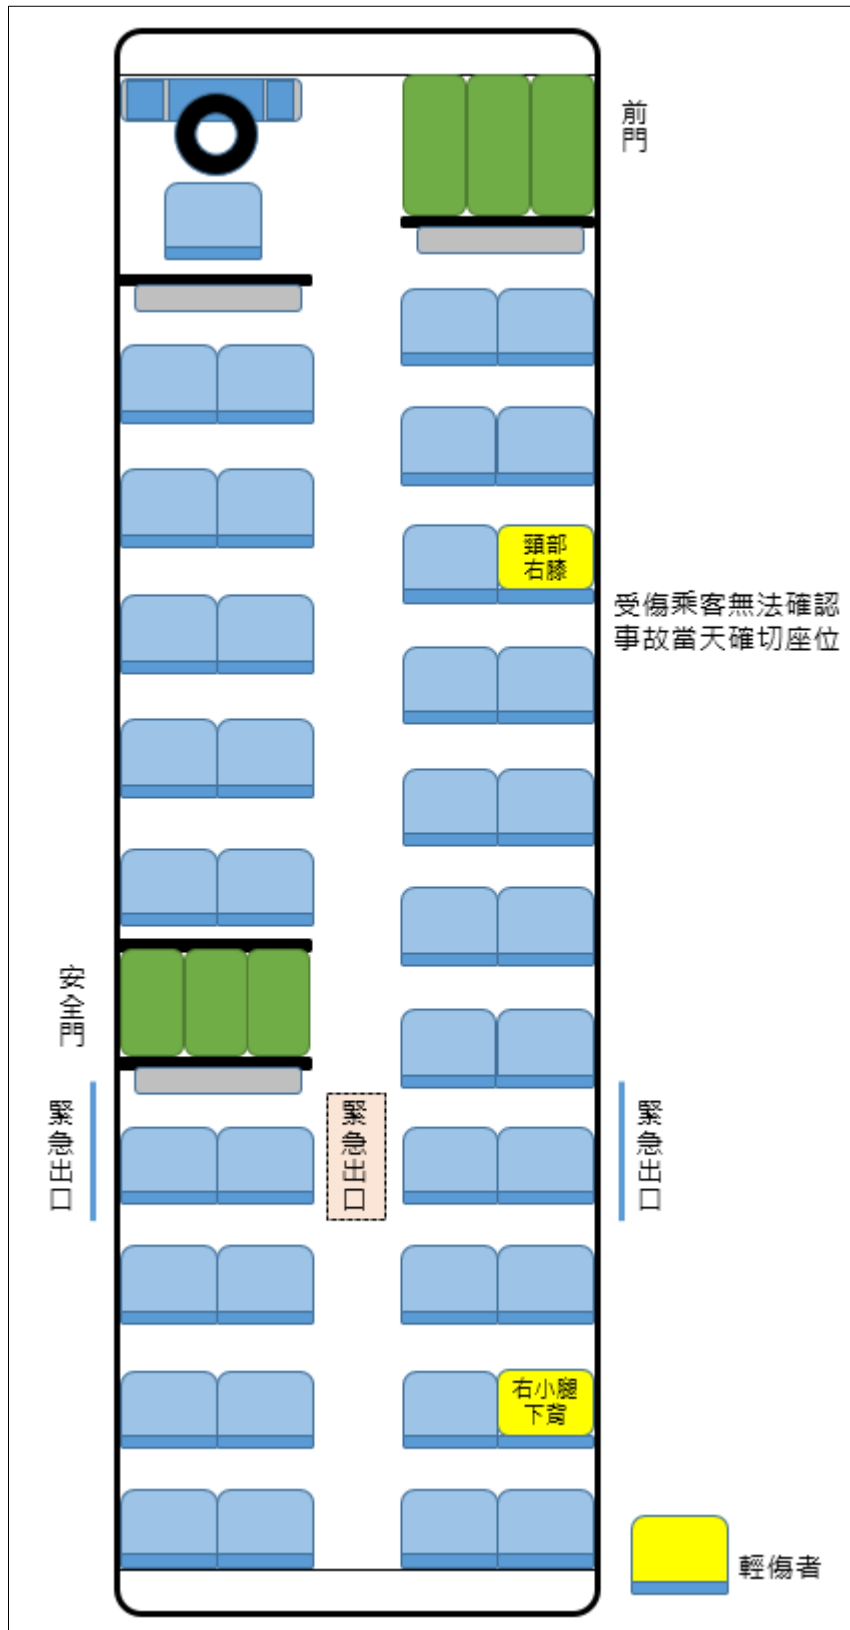 前門
頸部
右膝
受傷乘客無法確認
事故當天確切座位
安全門
緊急出口
緊急出口
緊急出口
右小腿
下背
輕傷者